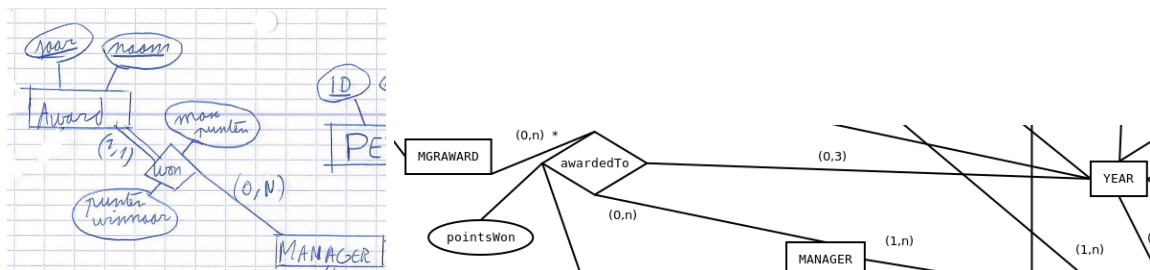 jaar
naam
Award
max
punten
(1,1)
won
(0,N)
punten
winnaar
MANAGER
ID
PE
(0,n) *
MGRAWARD
awardedTo
(0,3)
YEAR
(0,n)
pointsWon
(1,n)
MANAGER
(1,n)